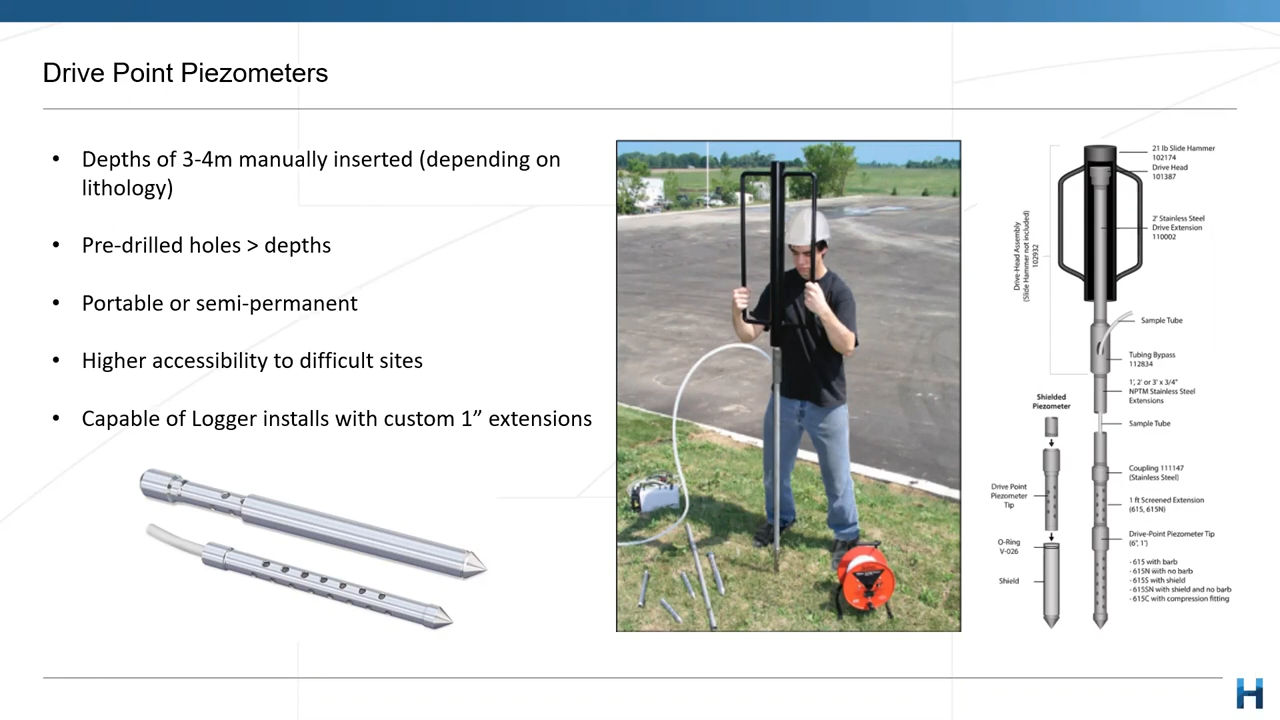 Drive Point Piezometers
• Depths of 3-4m manually inserted (depending on
lithology)
• Pre-drilled holes > depths
• Portable or semi-permanent
• Higher accessibility to difficult sites
• Capable of Logger installs with custom 1” extensions
21 lb Slide Hammer
102174
Drive Head
101387
2' Stainless Steel
Drive Extension
110002
Drive-Head Assembly
(Slide Hammer not included)
102932
Sample Tube
Tubing Bypass
112834
1', 2' or 3' x 3/4"
NPTM Stainless Steel
Extensions
Shielded
Piezometer
Sample Tube
Coupling 111147
(Stainless Steel)
Drive Point
Piezometer
Tip
1 ft Screened Extension
(615, 615N)
Drive-Point Piezometer Tip
(6", 1')
O-Ring
V-026
Shield
- 615 with barb
- 615N with no barb
- 615S with shield
- 615SN with shield and no barb
- 615C with compression fitting
H